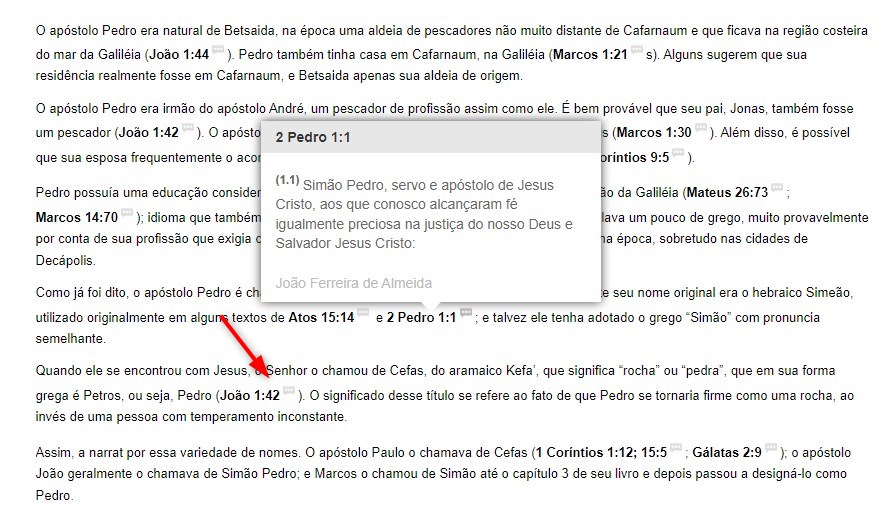 O apóstolo Pedro era natural de Betsaida, na época uma aldeia de pescadores não muito distante de Cafarnaum e que ficava na região costeira
do mar da Galiléia (João 1:44 ). Pedro também tinha casa em Cafarnaum, na Galiléia (Marcos 1:21 s). Alguns sugerem que sua
residência realmente fosse em Cafarnaum, e Betsaida apenas sua aldeia de origem.
O apóstolo Pedro era irmão do apóstolo André, um pescador de profissão assim como ele. É bem provável que seu pai, Jonas, também fosse
um pescador (João 1:42 ). O apósto s (Marcos 1:30 ). Além disso, é possível
que sua esposa frequentemente o acor oríntios 9:5 ).
Pedro possuía uma educação consider ão da Galiléia (Mateus 26:73 ;
Marcos 14:70 ); idioma que também lava um pouco de grego, muito provavelmente
por conta de sua profissão que exigia c na época, sobretudo nas cidades de
Decápolis.
2 Pedro 1:1
(1.1) Simão Pedro, servo e apóstolo de Jesus
Cristo, aos que conosco alcançaram fé
igualmente preciosa na justiça do nosso Deus e
Salvador Jesus Cristo:
João Ferreira de Almeida
Como já foi dito, o apóstolo Pedro é cha te seu nome original era o hebraico Simeão,
utilizado originalmente em alguns textos de Atos 15:14 e 2 Pedro 1:1 ; e talvez ele tenha adotado o grego “Simão” com pronuncia
semelhante.
Quando ele se encontrou com Jesus, o Senhor o chamou de Cefas, do aramaico Kefa’, que significa “rocha” ou “pedra”, que em sua forma
grega é Petros, ou seja, Pedro (João 1:42 ). O significado desse título se refere ao fato de que Pedro se tornaria firme como uma rocha, ao
invés de uma pessoa com temperamento inconstante.
Assim, a narrat por essa variedade de nomes. O apóstolo Paulo o chamava de Cefas (1 Coríntios 1:12; 15:5 ; Gálatas 2:9 ); o apóstolo
João geralmente o chamava de Simão Pedro; e Marcos o chamou de Simão até o capítulo 3 de seu livro e depois passou a designá-lo como
Pedro.